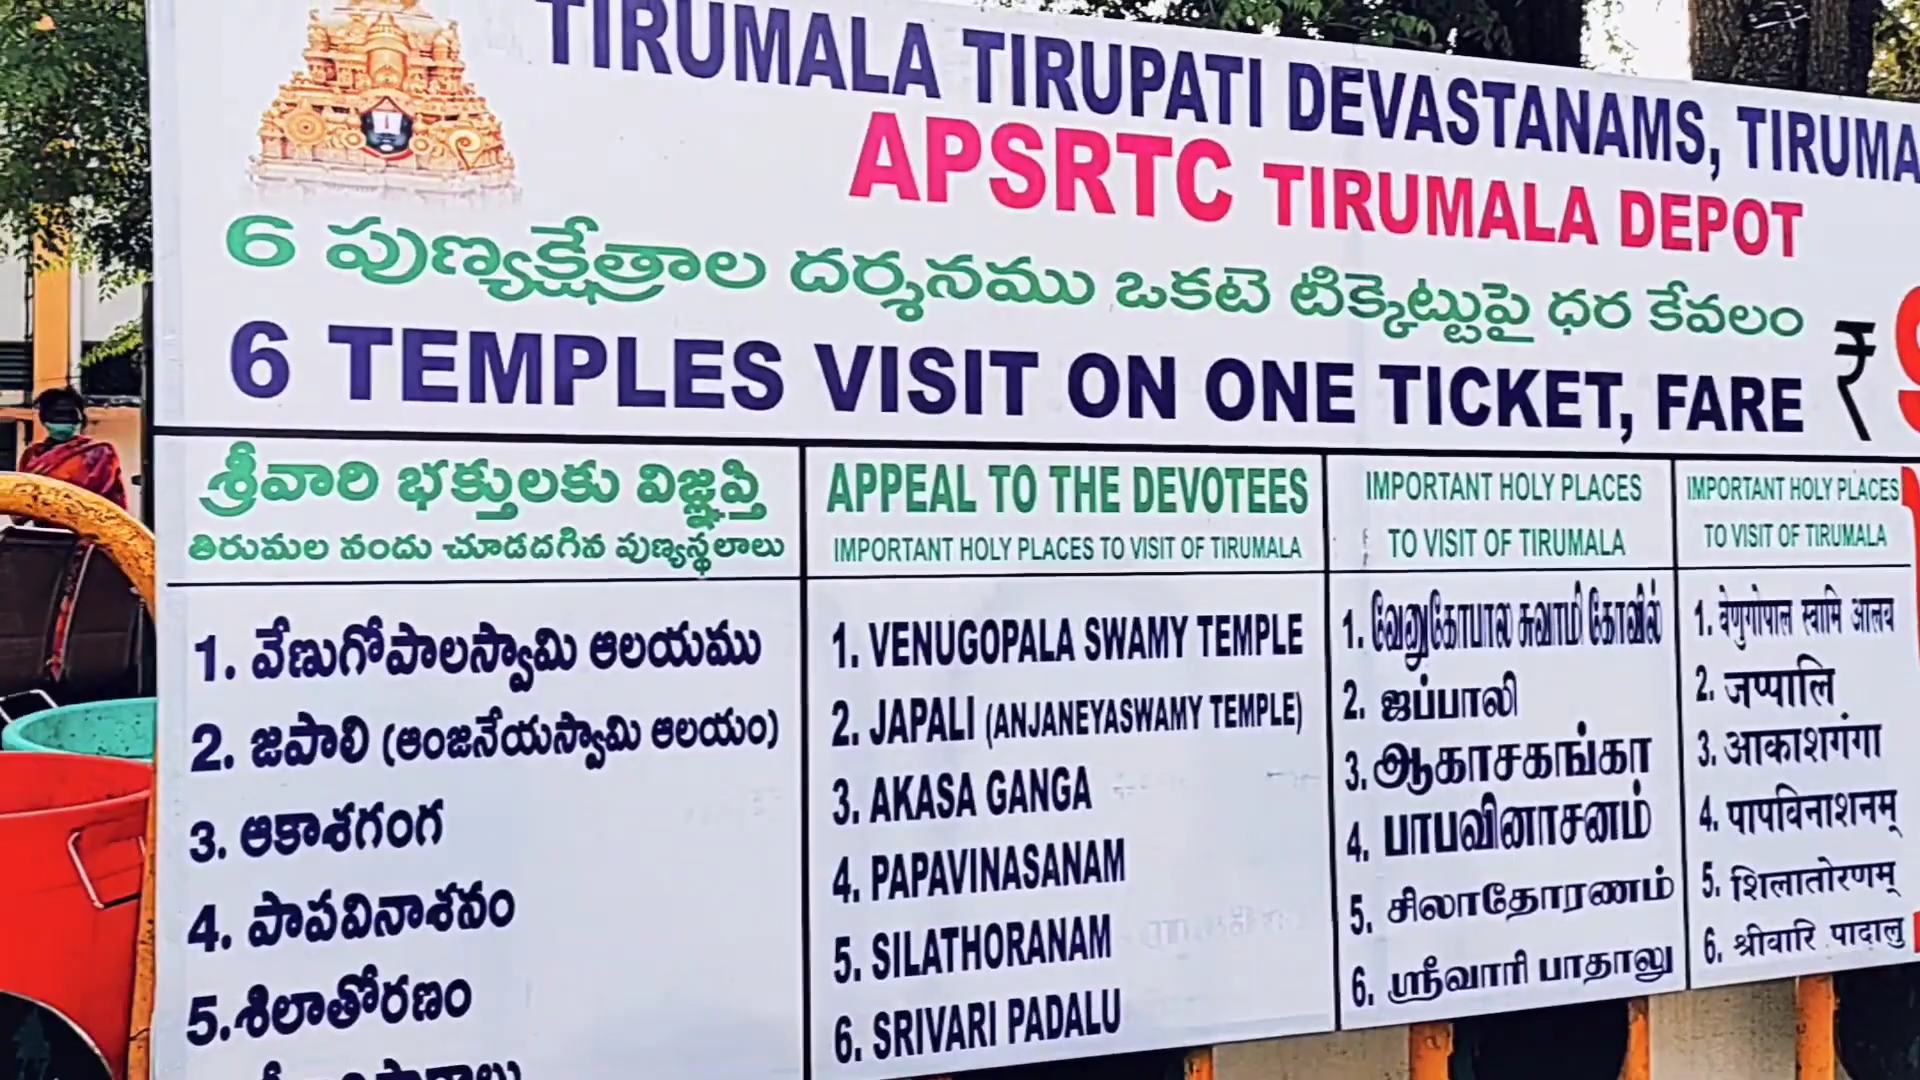 TIRUMALA TIRUPATI DEVASTANAMS,
APSRTC TIRUMALA DEPOT
6 పుణ్యక్షేత్రాల దర్శనము ఒకటె టిక్కెట్టుపై ధర కేవలం
6 TEMPLES VISIT ON ONE TICKET, FARE ₹
శ్రీవారి భక్తులకు విజ్ఞప్తి
తిరుమల నందు చూడదగిన పుణ్యస్థలాలు
1. వేణుగోపాలస్వామి ఆలయము
2. జపాలి (ఆంజనేయస్వామి ఆలయం)
3. ఆకాశగంగ
4. పాపవినాశనం
5.శిలాతోరణం
APPEAL TO THE DEVOTEES
IMPORTANT HOLY PLACES TO VISIT OF TIRUMALA
1. VENUGOPALA SWAMY TEMPLE
2. JAPALI (ANJANEYASWAMY TEMPLE)
3. AKASA GANGA
4. PAPAVINASANAM
5. SILATHORANAM
6. SRIVARI PADALU
IMPORTANT HOLY PLACES
TO VISIT OF TIRUMALA
1. வேனுகோபால சுவாமி கோவில்
2. ஜப்பாலி
3. ஆகாசகங்கா
4. பாபவினாசனம்
5. சிலாதோரணம்
6. ஸ்ரீவாரி பாதாலு
IMPORTANT HOLY PLACES
TO VISIT OF TIRUMALA
1. वेणुगोपाल स्वामि आलय
2. जप्पालि
3. आकाशगंगा
4. पापविनाशनम्
5. शिलातोरणम्
6. श्रीवारि पादालु